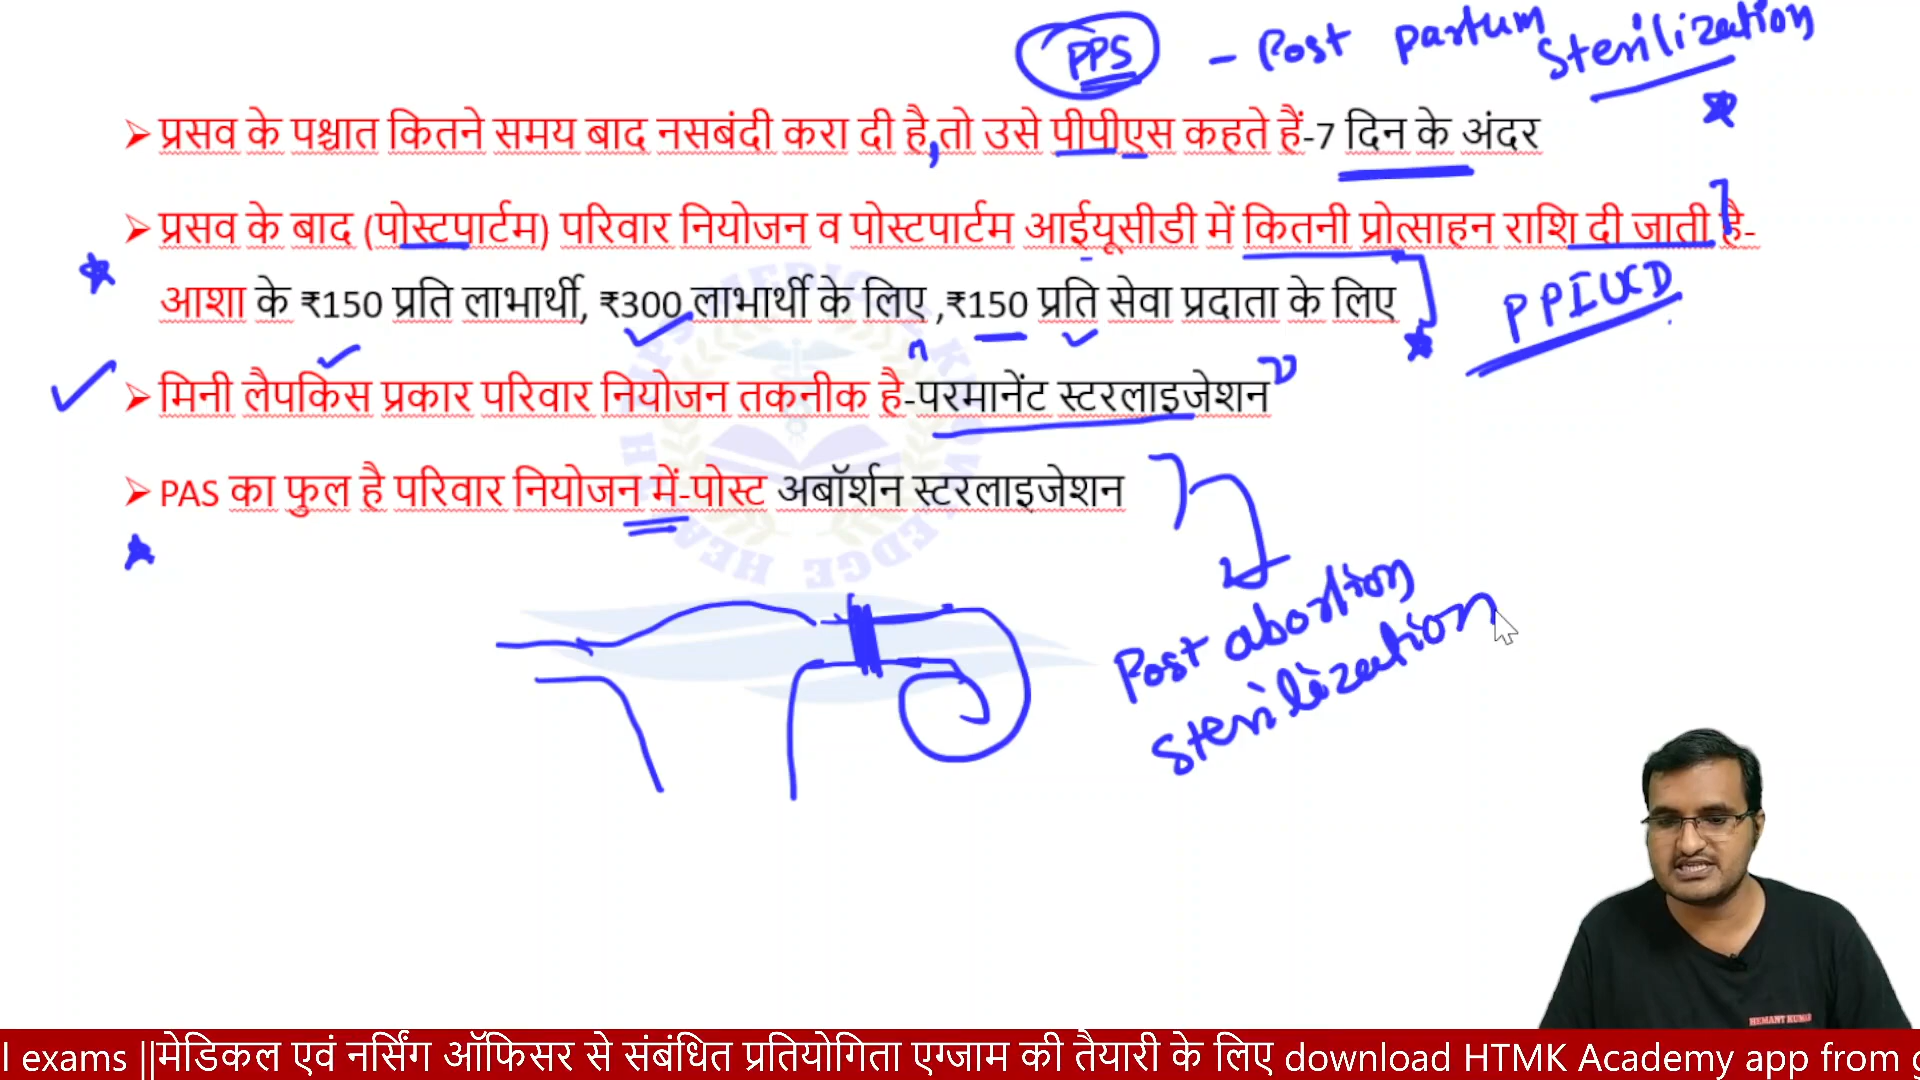 PPS - Post partum Sterilization
➤ प्रसव के पश्चात कितने समय बाद नसबंदी करा दी है,तो उसे पीपीएस कहते हैं-7 दिन के अंदर
➤ प्रसव के बाद (पोस्टपार्टम) परिवार नियोजन व पोस्टपार्टम आईयूसीडी में कितनी प्रोत्साहन राशि दी जाती है-
आशा के ₹150 प्रति लाभार्थी, ₹300 लाभार्थी के लिए ,₹150 प्रति सेवा प्रदाता के लिए
PPIUCD
➤ मिनी लैपकिस प्रकार परिवार नियोजन तकनीक है-परमानेंट स्टरलाइजेशन
➤ PAS का फुल है परिवार नियोजन में-पोस्ट अबॉर्शन स्टरलाइजेशन
Post abortion
Sterilization
HEMANT KUMAR
l exams ||मेडिकल एवं नर्सिंग ऑफिसर से संबंधित प्रतियोगिता एग्जाम की तैयारी के लिए download HTMK Academy app from g